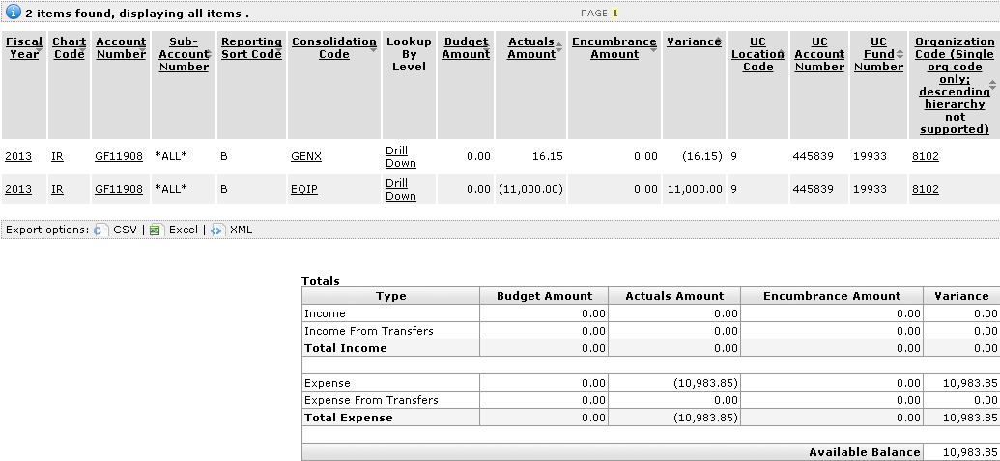 2 items found, displaying all items . PAGE 1
Fiscal Year Chart Code Account Number Sub-Account Number Reporting Sort Code Consolidation Code Lookup By Level Budget Amount Actuals Amount Encumbrance Amount Variance UC Location Code UC Account Number UC Fund Number Organization Code (Single org code only; descending hierarchy not supported)
2013 IR GF11908 *ALL* B GENX Drill Down 0.00 16.15 0.00 (16.15) 9 445839 19933 8102
2013 IR GF11908 *ALL* B EQIP Drill Down 0.00 (11,000.00) 0.00 11,000.00 9 445839 19933 8102
Export options: CSV | Excel | XML
Totals
Type Budget Amount Actuals Amount Encumbrance Amount Variance
Income 0.00 0.00 0.00 0.00
Income From Transfers 0.00 0.00 0.00 0.00
Total Income 0.00 0.00 0.00 0.00
Expense 0.00 (10,983.85) 0.00 10,983.85
Expense From Transfers 0.00 0.00 0.00 0.00
Total Expense 0.00 (10,983.85) 0.00 10,983.85
Available Balance 10,983.85